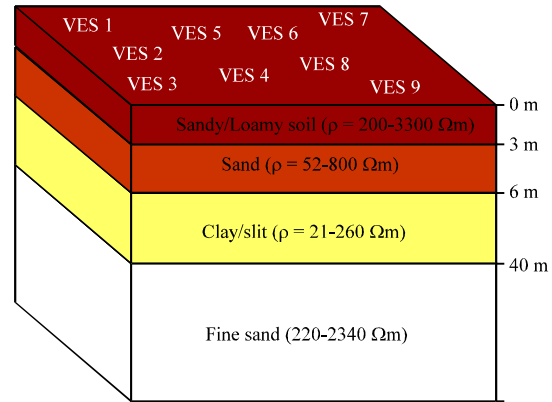 VES 1
VES 5
VES 6
VES 7
VES 2
VES 3
VES 4
VES 8
VES 9
0 m
Sandy/Loamy soil (ρ = 200-3300 Ωm)
3 m
Sand (ρ = 52-800 Ωm)
6 m
Clay/slit (ρ = 21-260 Ωm)
40 m
Fine sand (220-2340 Ωm)